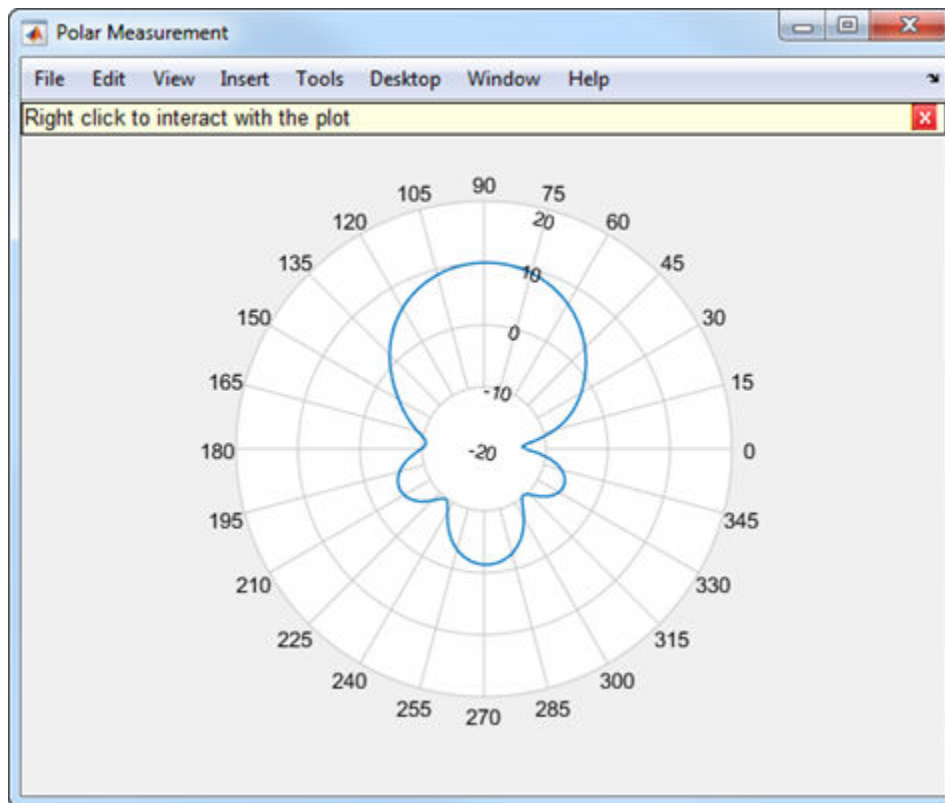 Polar Measurement
File Edit View Insert Tools Desktop Window Help
Right click to interact with the plot
90
105 75
120 20 60
135 10 45
150 0 30
165 -10 15
180 -20 0
195 345
210 330
225 315
240 300
255 285
270